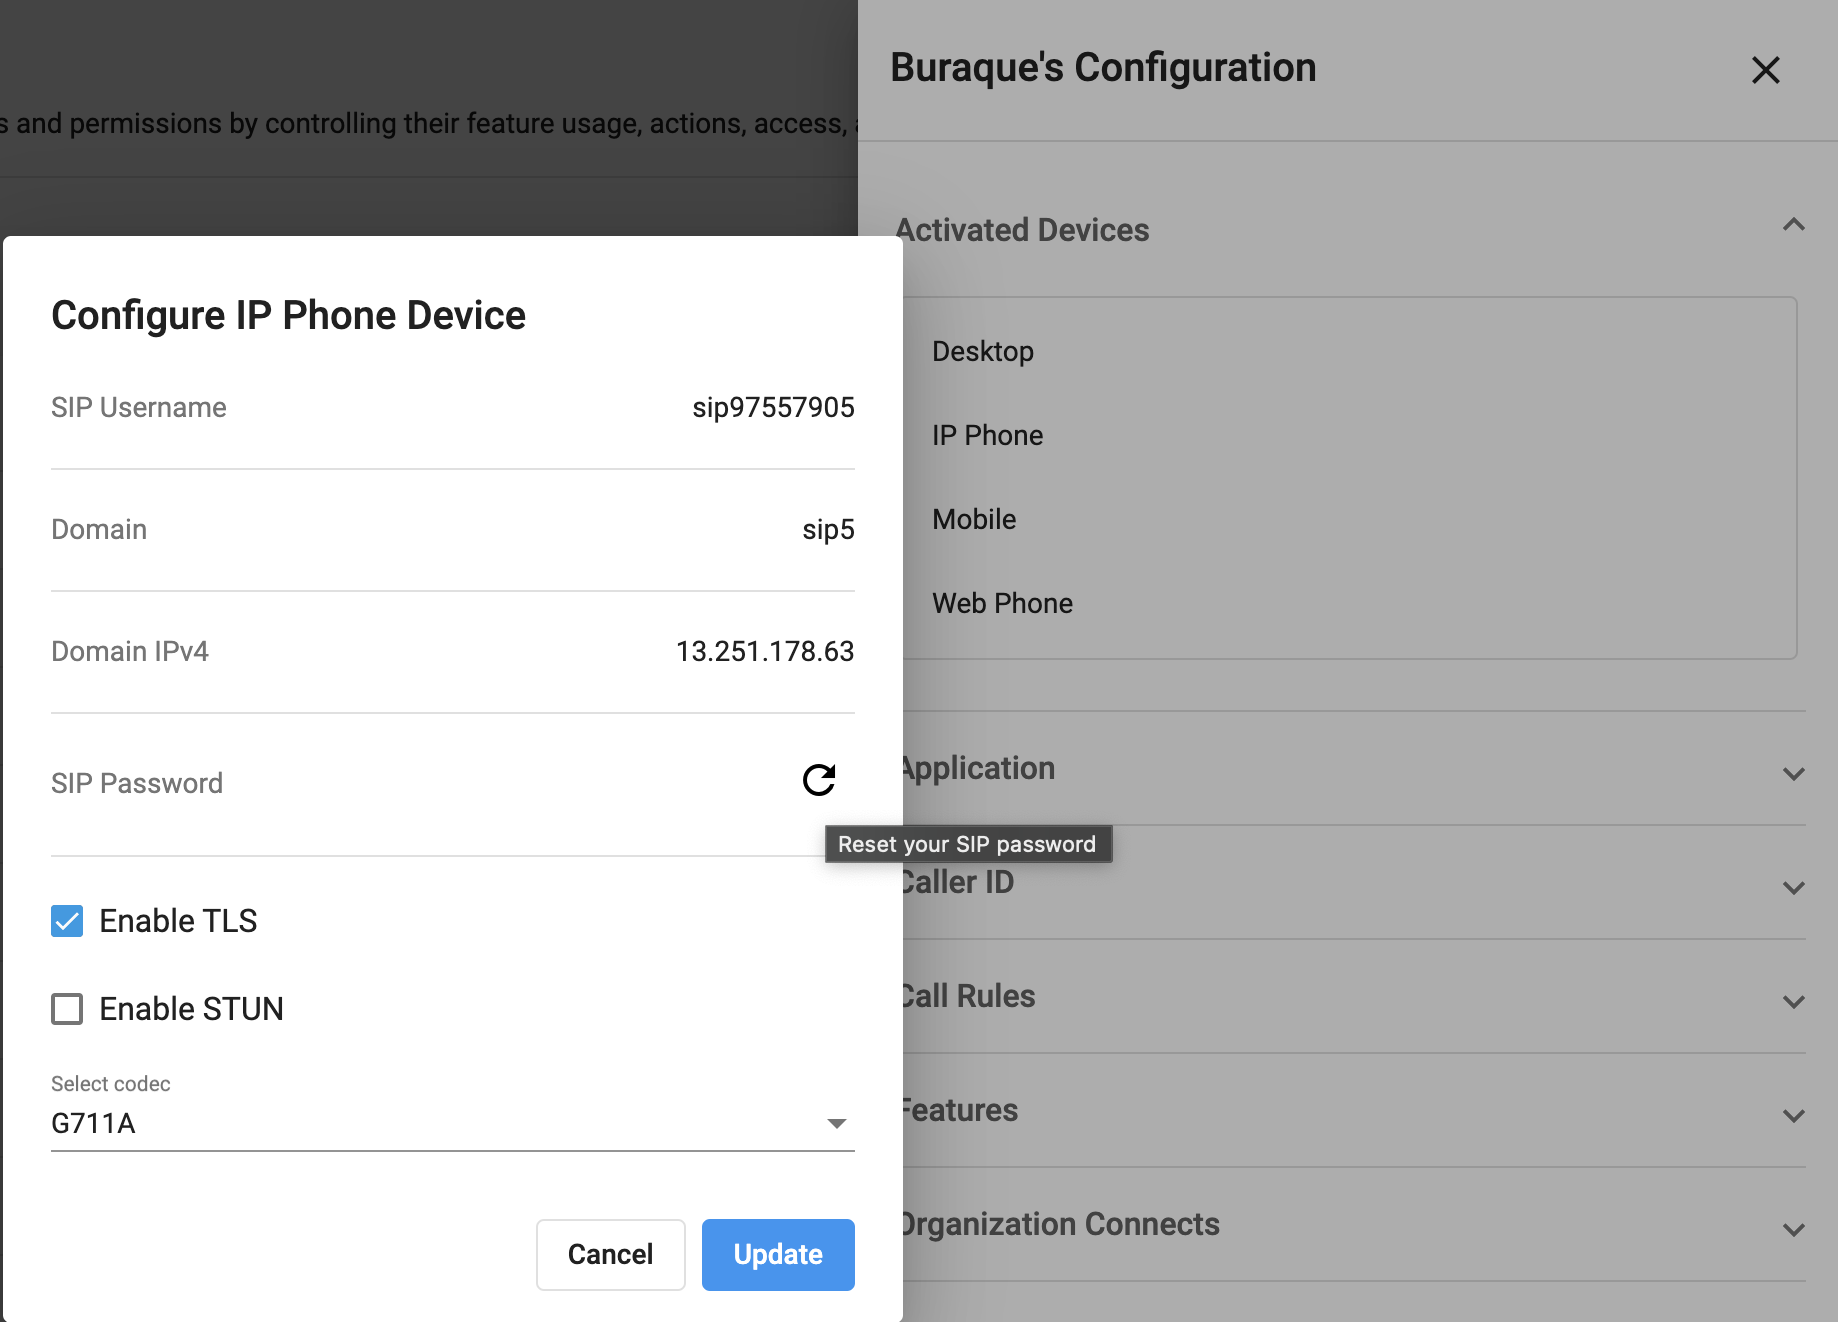 s and permissions by controlling their feature usage, actions, access,
Buraque's Configuration
Activated Devices
Desktop
IP Phone
Mobile
Web Phone
Application
Caller ID
Call Rules
Features
Organization Connects
Configure IP Phone Device
SIP Username sip97557905
Domain sip5
Domain IPv4 13.251.178.63
SIP Password
Reset your SIP password
Enable TLS
Enable STUN
Select codec
G711A
Cancel Update